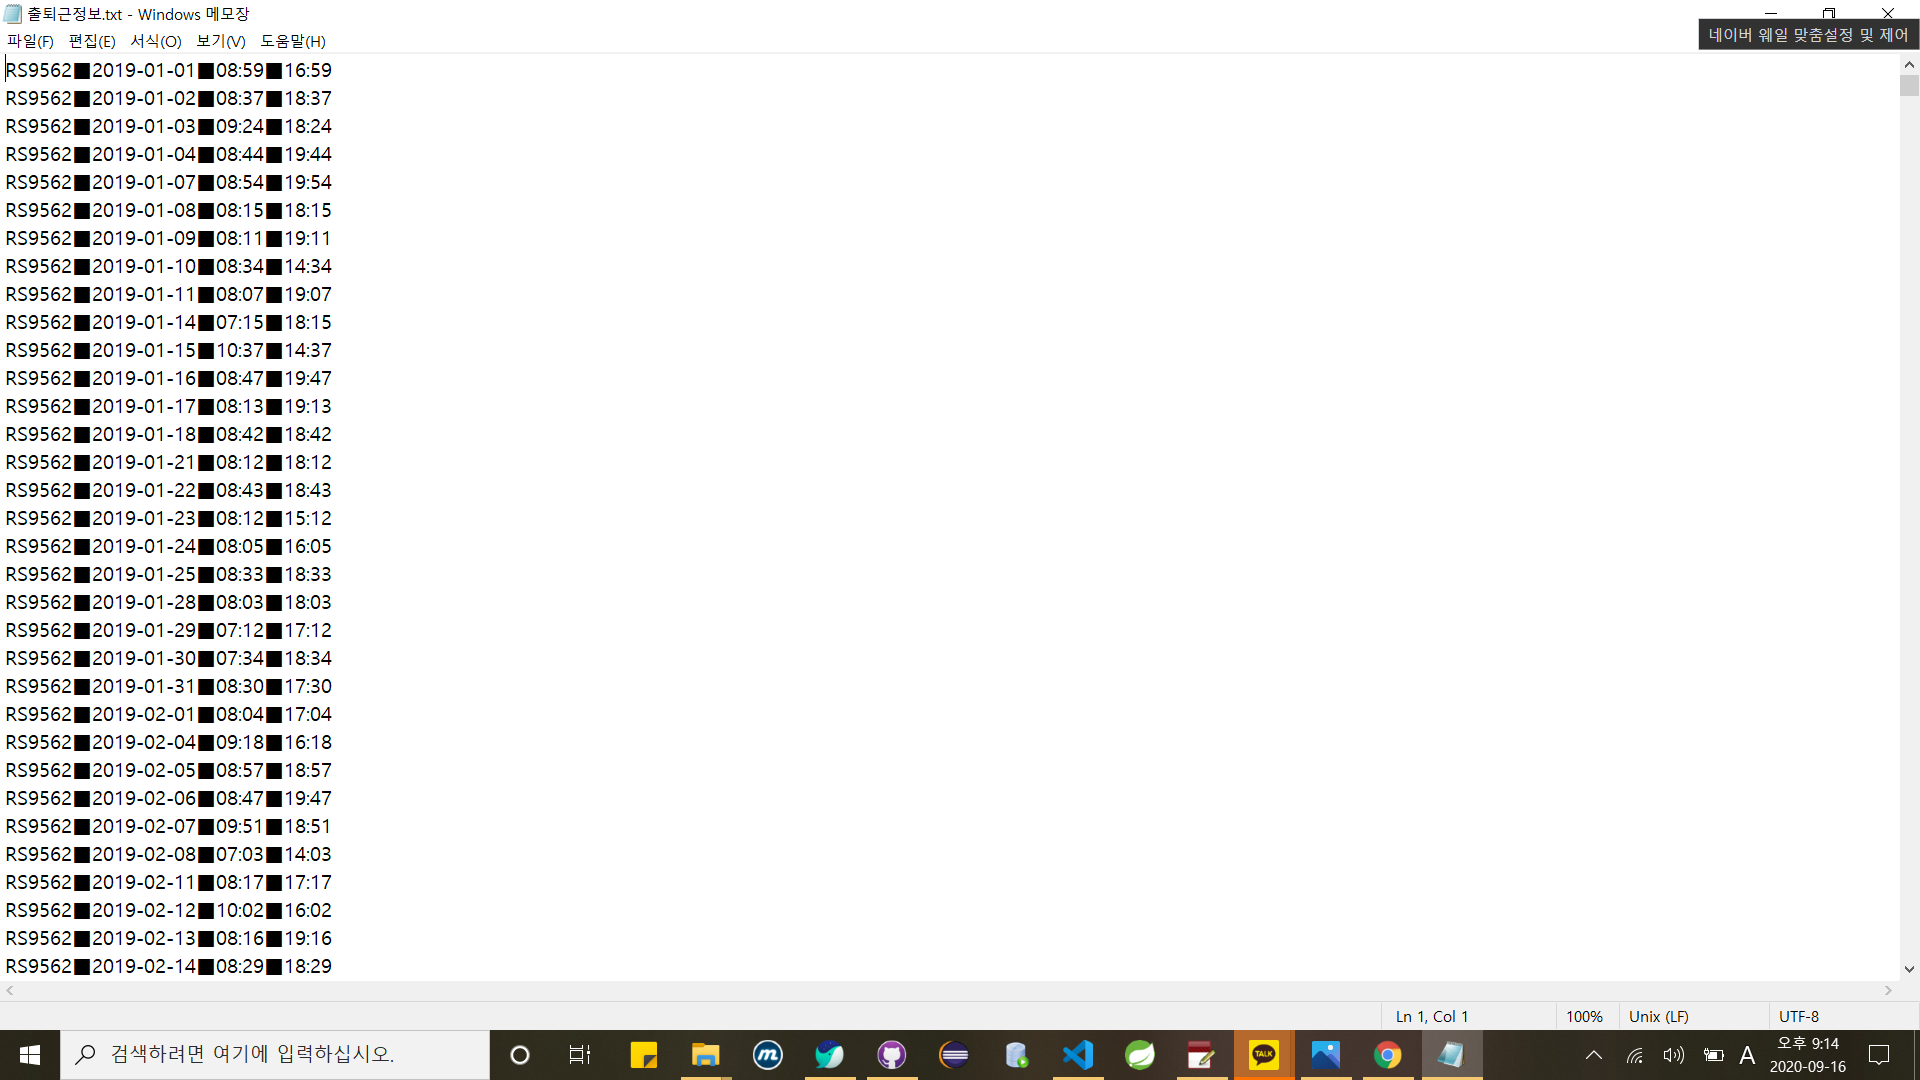 출퇴근정보.txt - Windows 메모장
파일(F) 편집(E) 서식(O) 보기(V) 도움말(H)
네이버 웨일 맞춤설정 및 제어
RS9562■2019-01-01■08:59■16:59
RS9562■2019-01-02■08:37■18:37
RS9562■2019-01-03■09:24■18:24
RS9562■2019-01-04■08:44■19:44
RS9562■2019-01-07■08:54■19:54
RS9562■2019-01-08■08:15■18:15
RS9562■2019-01-09■08:11■19:11
RS9562■2019-01-10■08:34■14:34
RS9562■2019-01-11■08:07■19:07
RS9562■2019-01-14■07:15■18:15
RS9562■2019-01-15■10:37■14:37
RS9562■2019-01-16■08:47■19:47
RS9562■2019-01-17■08:13■19:13
RS9562■2019-01-18■08:42■18:42
RS9562■2019-01-21■08:12■18:12
RS9562■2019-01-22■08:43■18:43
RS9562■2019-01-23■08:12■15:12
RS9562■2019-01-24■08:05■16:05
RS9562■2019-01-25■08:33■18:33
RS9562■2019-01-28■08:03■18:03
RS9562■2019-01-29■07:12■17:12
RS9562■2019-01-30■07:34■18:34
RS9562■2019-01-31■08:30■17:30
RS9562■2019-02-01■08:04■17:04
RS9562■2019-02-04■09:18■16:18
RS9562■2019-02-05■08:57■18:57
RS9562■2019-02-06■08:47■19:47
RS9562■2019-02-07■09:51■18:51
RS9562■2019-02-08■07:03■14:03
RS9562■2019-02-11■08:17■17:17
RS9562■2019-02-12■10:02■16:02
RS9562■2019-02-13■08:16■19:16
RS9562■2019-02-14■08:29■18:29
Ln 1, Col 1 100% Unix (LF) UTF-8
검색하려면 여기에 입력하십시오.
TALK
A
오후 9:14
2020-09-16